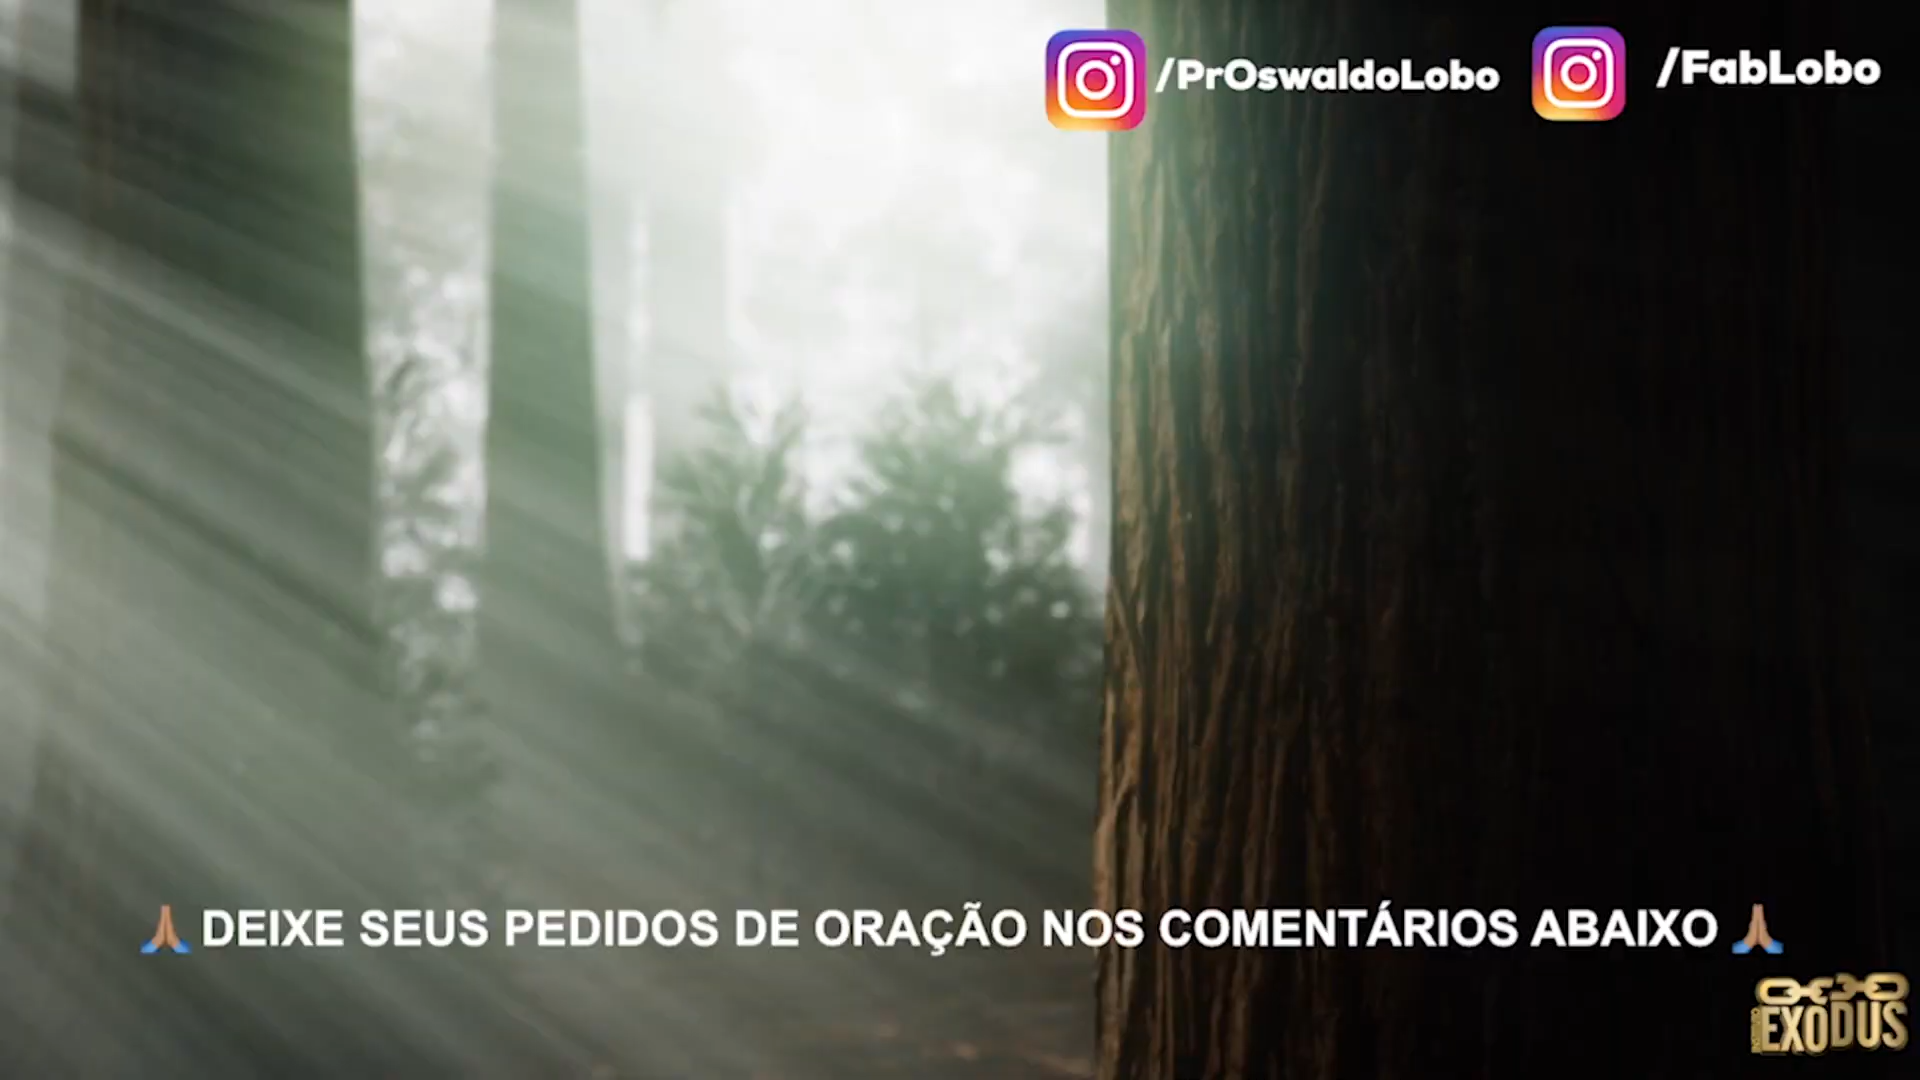 /PrOswaldoLobo
/FabLobo
🙏🏽 DEIXE SEUS PEDIDOS DE ORAÇÃO NOS COMENTÁRIOS ABAIXO 🙏🏽
EXODUS